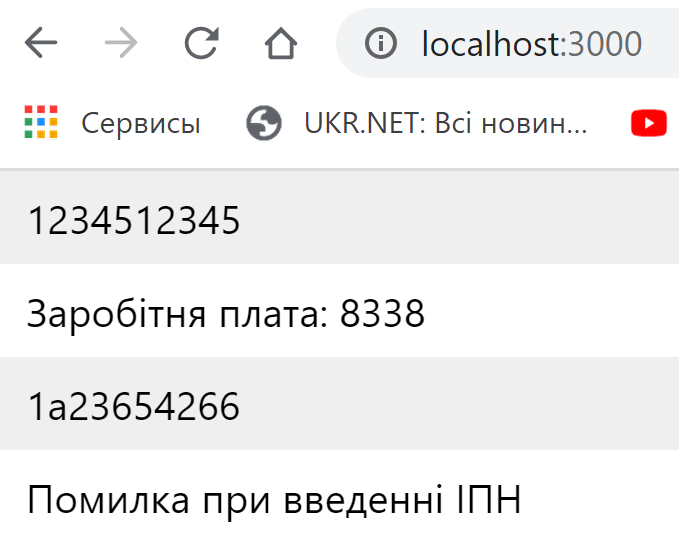 localhost:3000
Сервисы
UKR.NET: Всі новин...
1234512345
Заробітня плата: 8338
1a23654266
Помилка при введенні ІПН